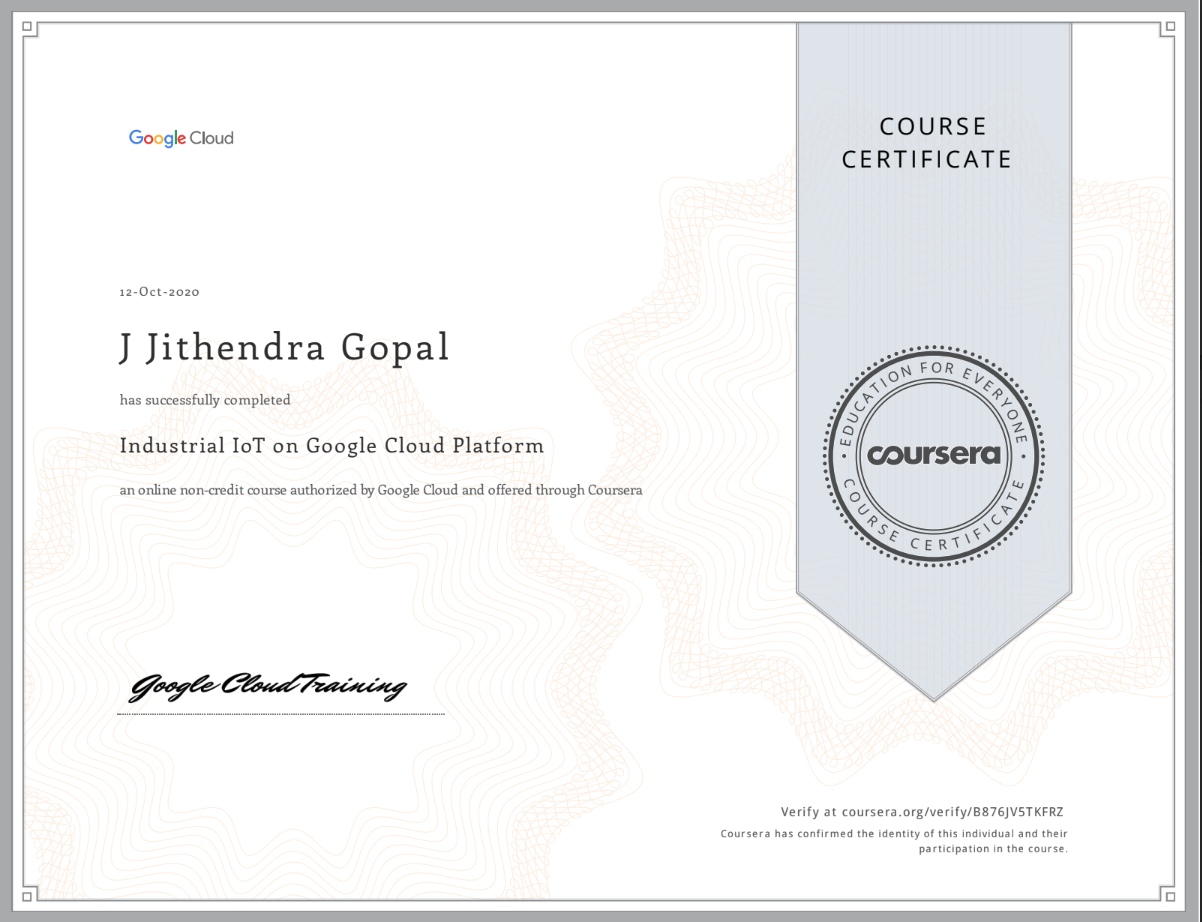 Google Cloud
COURSE
CERTIFICATE
12-Oct-2020
J Jithendra Gopal
has successfully completed
Industrial IoT on Google Cloud Platform
an online non-credit course authorized by Google Cloud and offered through Coursera
EDUCATION FOR EVERYONE
coursera
COURSE CERTIFICATE
Google Cloud Training
Verify at coursera.org/verify/B876JV5TKFRZ
Coursera has confirmed the identity of this individual and their
participation in the course.